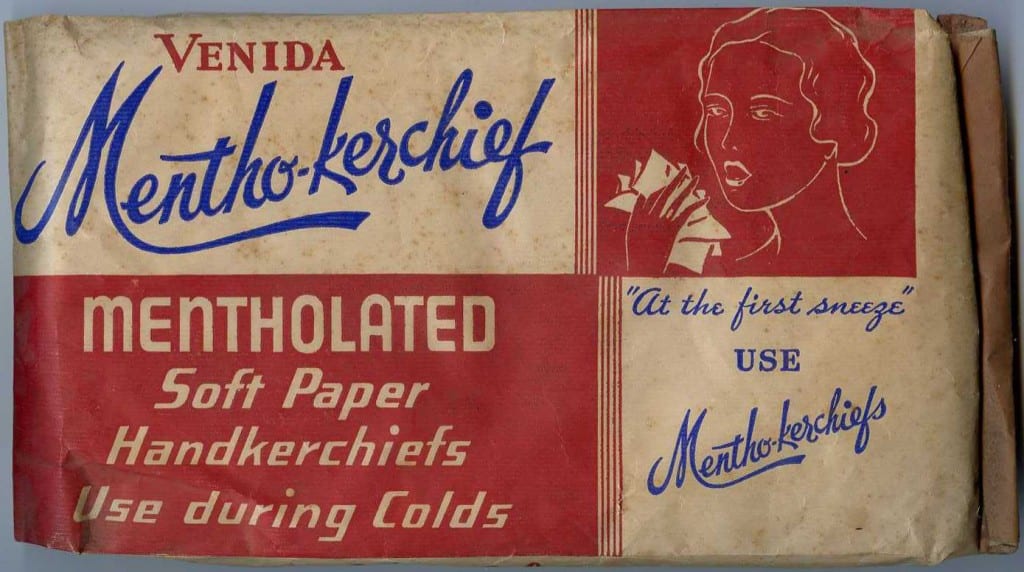 VENIDA
Mentho-kerchief
MENTHOLATED
Soft Paper
Handkerchiefs
Use during Colds
"At the first sneeze"
USE
Mentho-kerchiefs